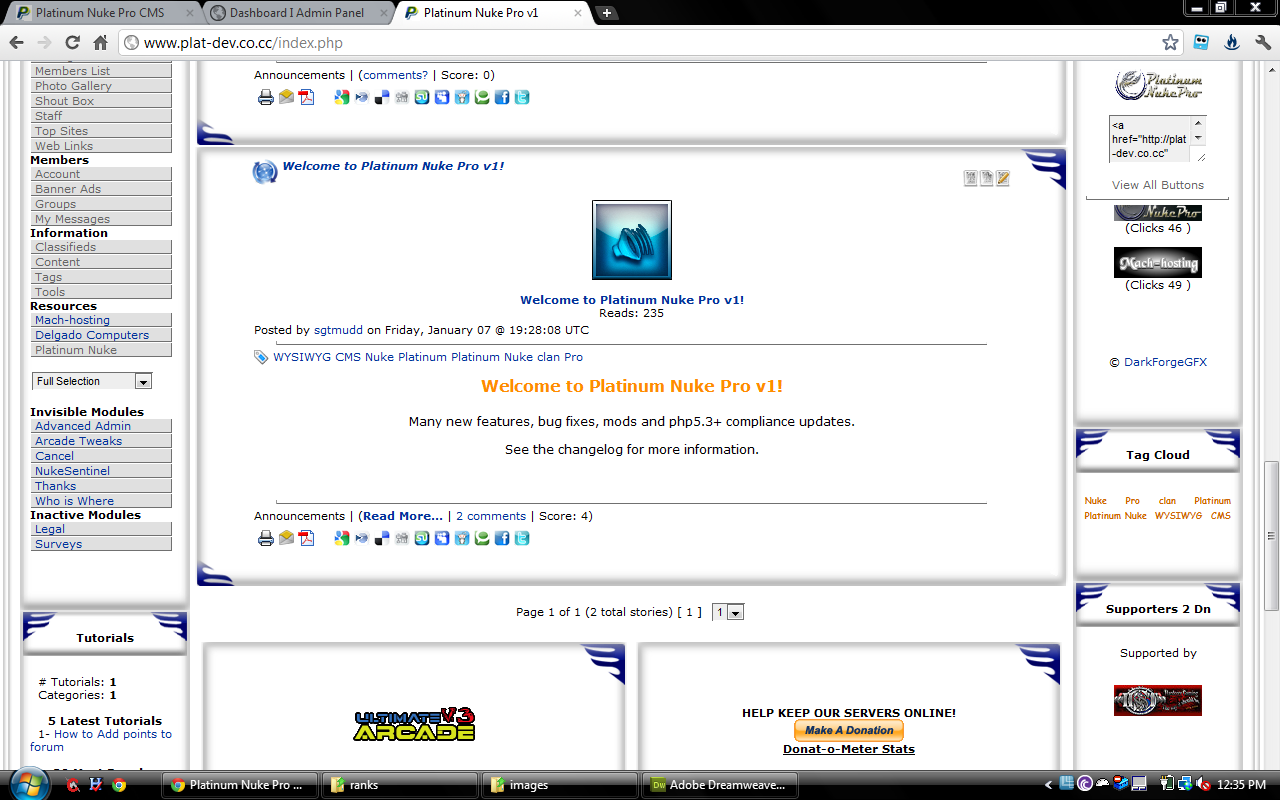 Platinum Nuke Pro CMS
Dashboard I Admin Panel
Platinum Nuke Pro v1
www.plat-dev.co.cc/index.php
Members List
Photo Gallery
Shout Box
Staff
Top Sites
Web Links
Members
Account
Banner Ads
Groups
My Messages
Information
Classifieds
Content
Tags
Tools
Resources
Mach-hosting
Delgado Computers
Platinum Nuke
Full Selection
Invisible Modules
Advanced Admin
Arcade Tweaks
Cancel
NukeSentinel
Thanks
Who is Where
Inactive Modules
Legal
Surveys
Tutorials
# Tutorials: 1
Categories: 1
5 Latest Tutorials
1- How to Add points to
forum
Announcements | (comments? | Score: 0)
Welcome to Platinum Nuke Pro v1!
Welcome to Platinum Nuke Pro v1!
Reads: 235
Posted by sgtmudd on Friday, January 07 @ 19:28:08 UTC
WYSIWYG CMS Nuke Platinum Platinum Nuke clan Pro
Welcome to Platinum Nuke Pro v1!
Many new features, bug fixes, mods and php5.3+ compliance updates.
See the changelog for more information.
Announcements | (Read More... | 2 comments | Score: 4)
Page 1 of 1 (2 total stories) [ 1 ] 1
ULTIMATE V3
ARCADE
HELP KEEP OUR SERVERS ONLINE!
Make A Donation
Donat-o-Meter Stats
Platinum
NukePro
<a
href="http://plat
-dev.co.cc"
View All Buttons
NukePro
(Clicks 46 )
Mach-hosting
(Clicks 49 )
© DarkForgeGFX
Tag Cloud
Nuke Pro clan Platinum
Platinum Nuke WYSIWYG CMS
Supporters 2 Dn
Supported by
Platinum Nuke Pro ...
ranks
images
Dw Adobe Dreamweave...
12:35 PM